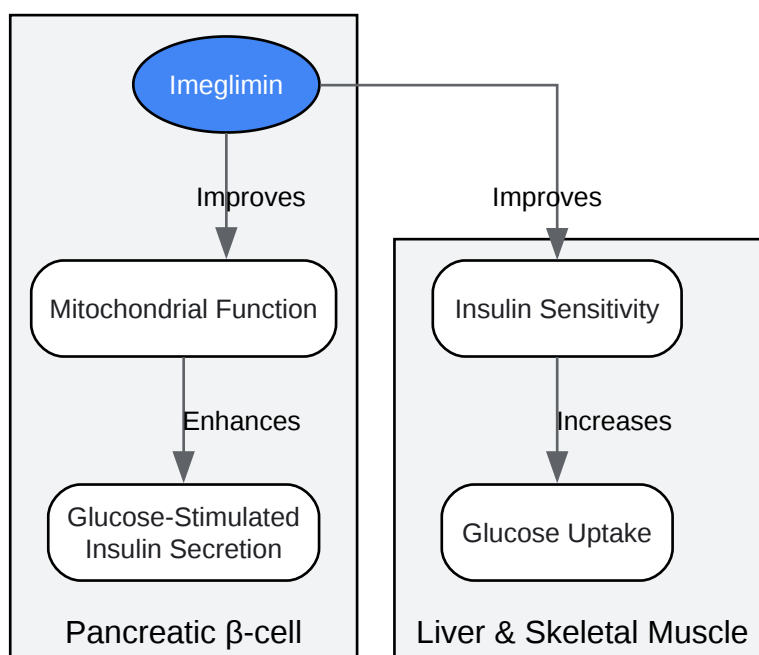 Imeglimin
Improves
Improves
Mitochondrial Function
Insulin Sensitivity
Enhances
Increases
Glucose-Stimulated
Insulin Secretion
Glucose Uptake
Pancreatic β-cell
Liver & Skeletal Muscle